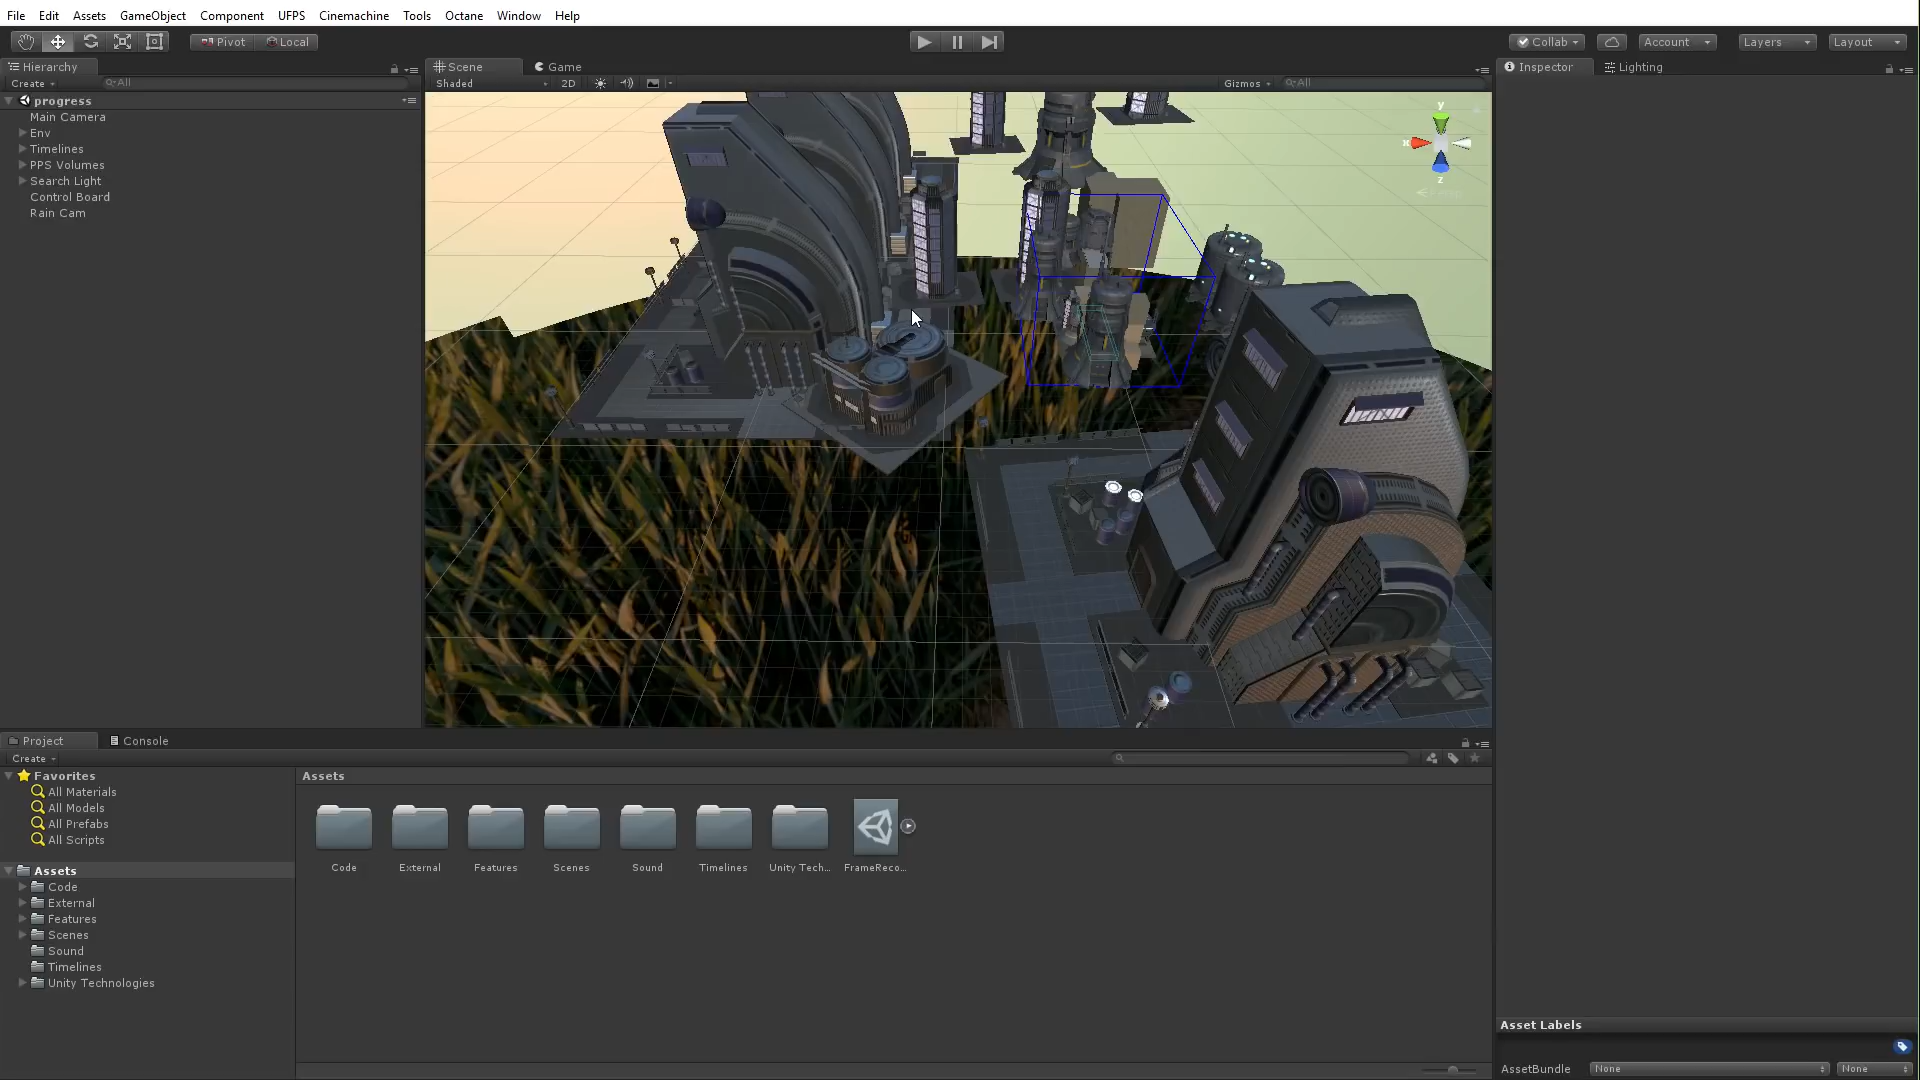 File Edit Assets GameObject Component UFPS Cinemachine Tools Octane Window Help
Pivot Local Collab Account Layers Layout
Hierarchy Scene Game Inspector Lighting
Create All Shaded 2D Gizmos All
progress
Main Camera
Env
Timelines
PPS Volumes
Search Light
Control Board
Rain Cam
y
x
z
Project Console
Create
Favorites
All Materials
All Models
All Prefabs
All Scripts
Assets
Code
External
Features
Scenes
Sound
Timelines
Unity Technologies
Assets
Code External Features Scenes Sound Timelines Unity Tech... FrameReco...
Asset Labels
AssetBundle None None